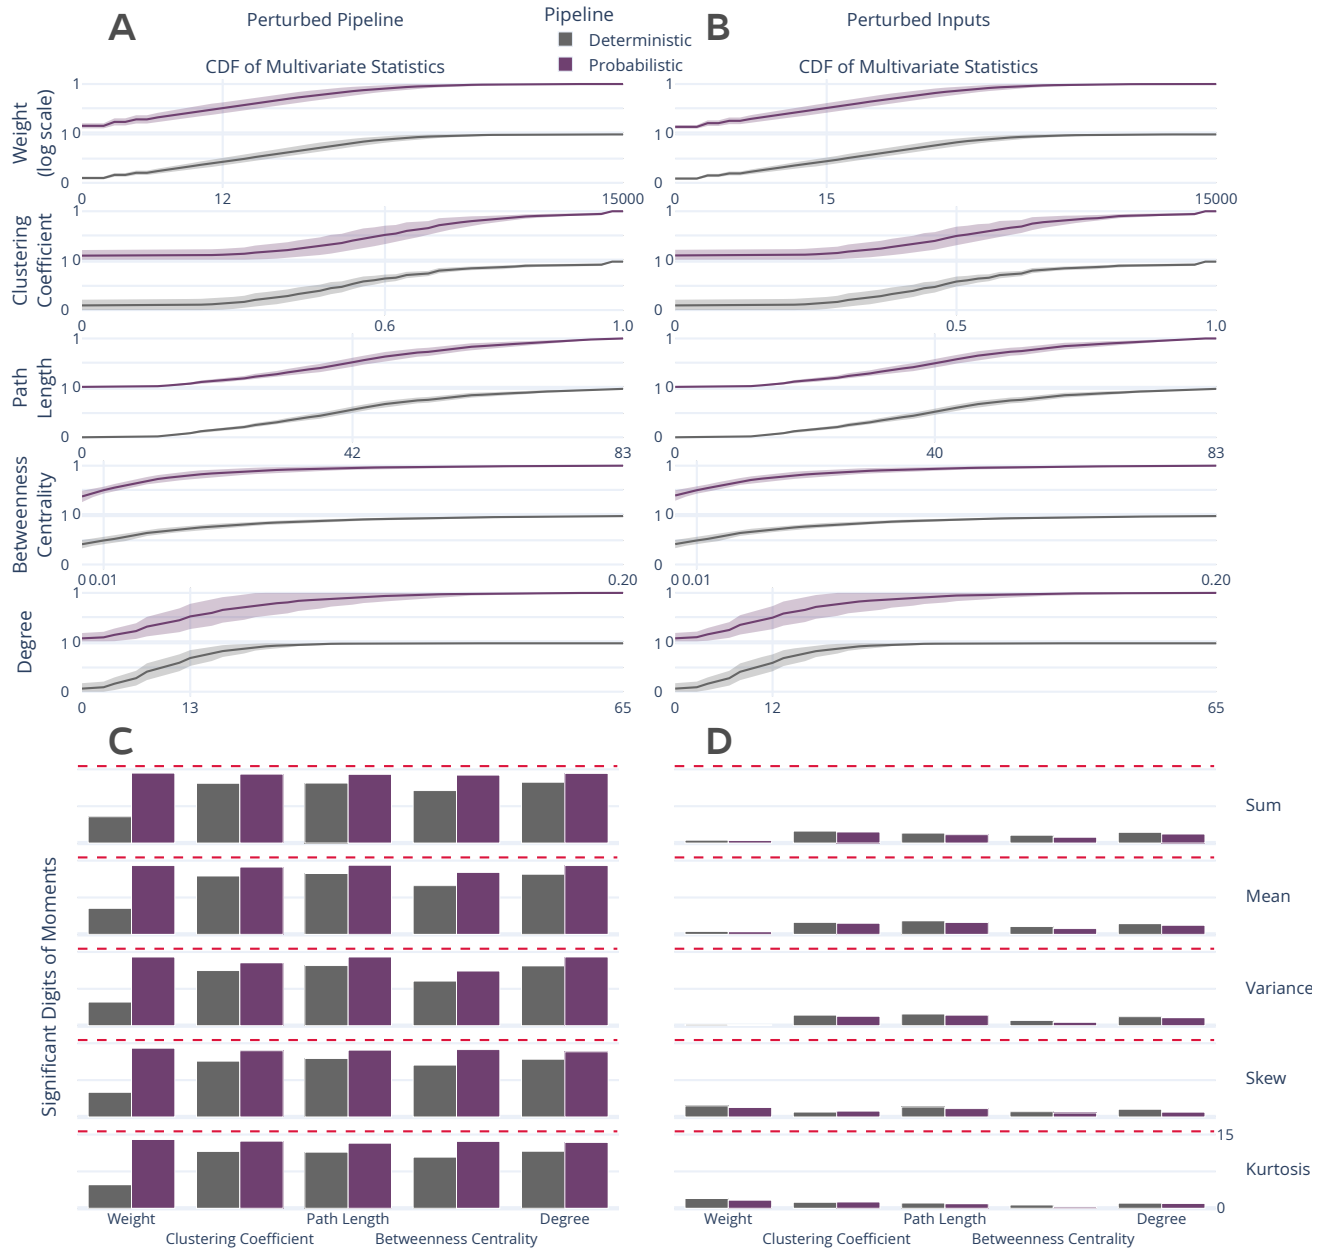 A
Perturbed Pipeline
Pipeline
Deterministic
Probabilistic
B
Perturbed Inputs
CDF of Multivariate Statistics
CDF of Multivariate Statistics
Weight
(log scale)
1
1 0
0
0 12 15000
1
1 0
0
0 15 15000
Clustering
Coefficient
1
1 0
0
0 0.6 1.0
1
1 0
0
0 0.5 1.0
Path
Length
1
1 0
0
0 42 83
1
1 0
0
0 40 83
Betweenness
Centrality
1
1 0
0
0 0.01 0.20
1
1 0
0
0 0.01 0.20
Degree
1
1 0
0
0 13 65
1
1 0
0
0 12 65
C
D
Significant Digits of Moments
Sum
Mean
Variance
Skew
15
Kurtosis
0
Weight
Clustering Coefficient
Path Length
Betweenness Centrality
Degree
Weight
Clustering Coefficient
Path Length
Betweenness Centrality
Degree